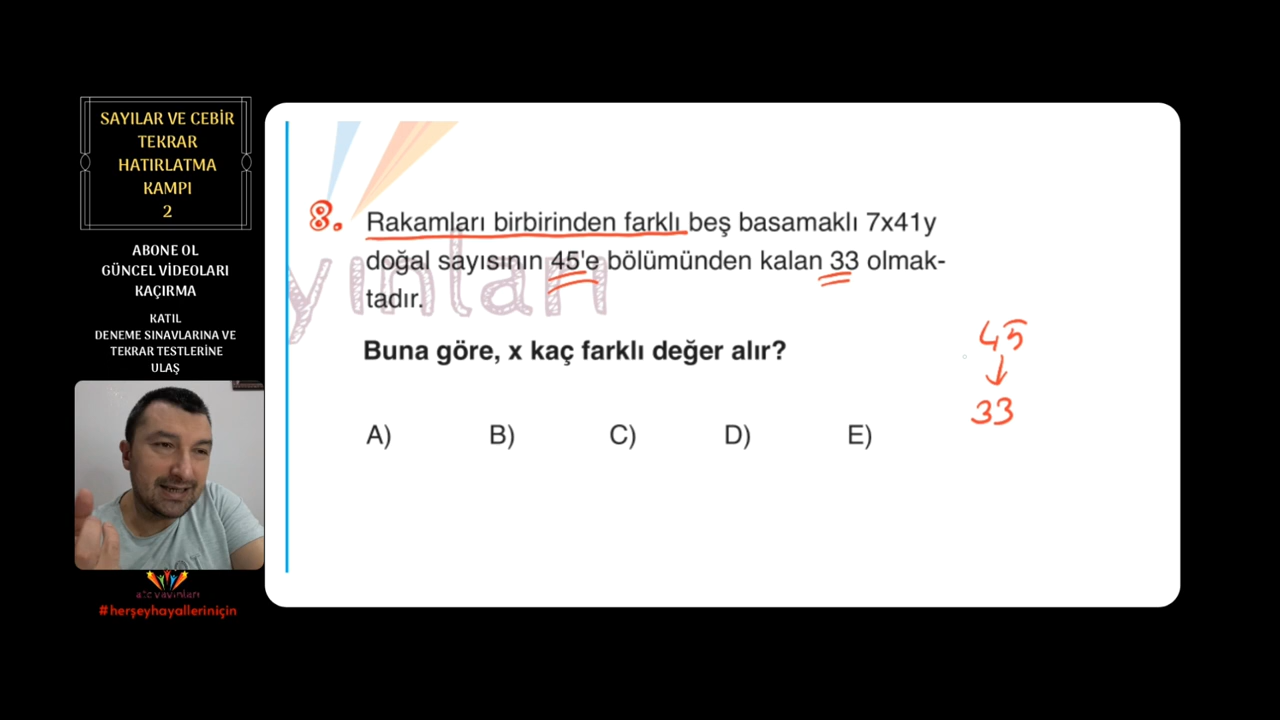 SAYILAR VE CEBİR
TEKRAR
HATIRLATMA
KAMPI
2
ABONE OL
GÜNCEL VİDEOLARI
KAÇIRMA
KATIL
DENEME SINAVLARINA VE
TEKRAR TESTLERİNE
ULAŞ
#herşeyhayalleriniçin
8. Rakamları birbirinden farklı beş basamaklı 7x41y
doğal sayısının 45'e bölümünden kalan 33 olmak-
tadır.
yınları
Buna göre, x kaç farklı değer alır?
A) B) C) D) E)
45
33